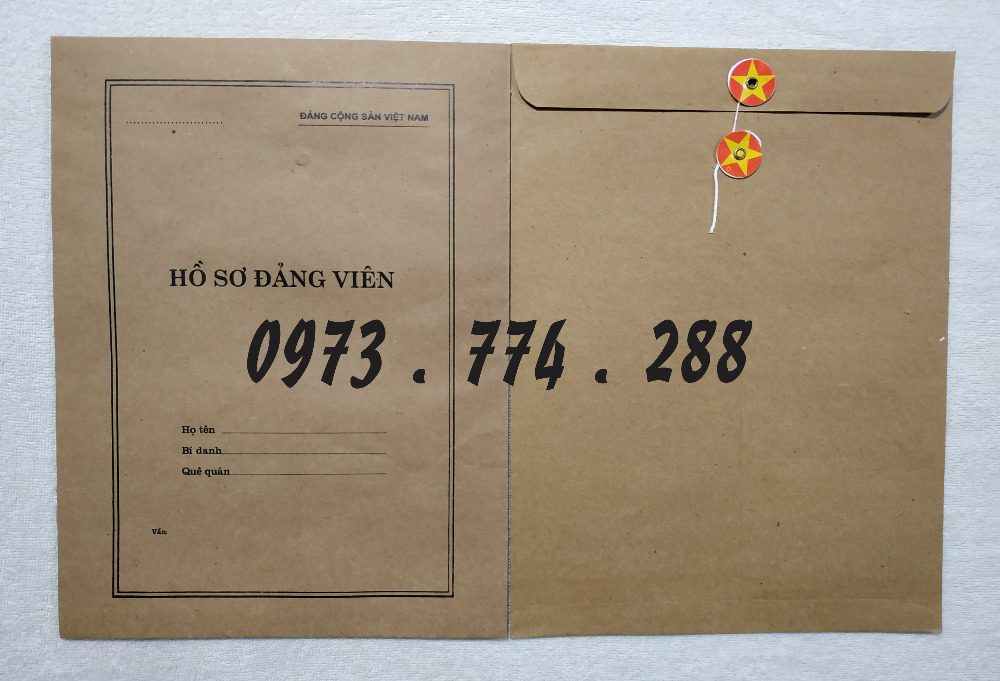 ĐẢNG CỘNG SẢN VIỆT NAM
HỒ SƠ ĐẢNG VIÊN
0973 . 774 . 288
Họ tên
Bí danh
Quê quán
Vần: